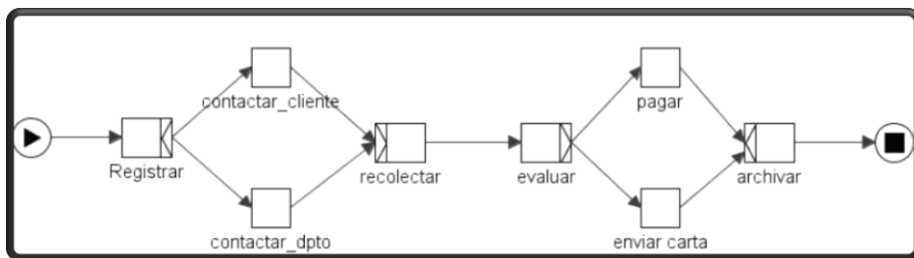 contactar_cliente
pagar
Registrar
recolectar
evaluar
archivar
contactar_dpto
enviar carta